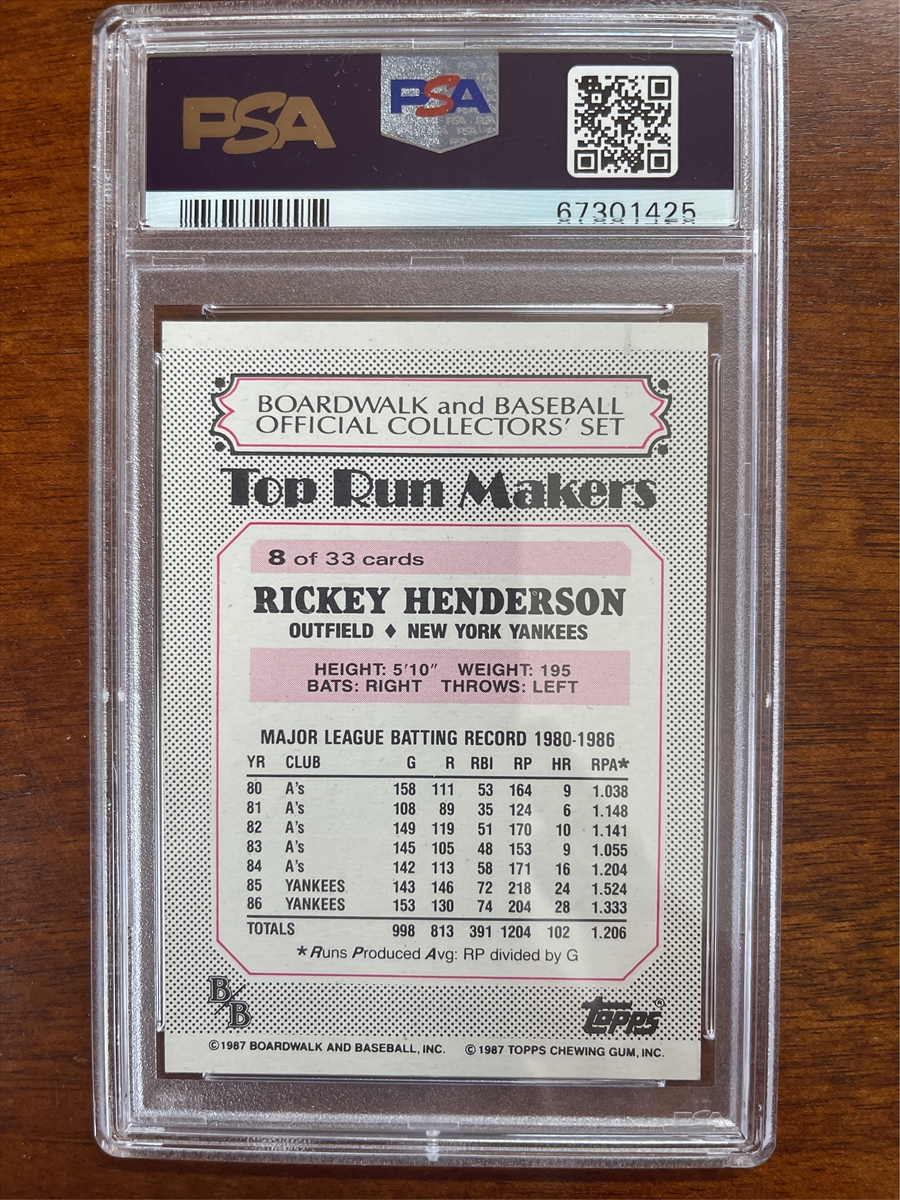 PSA PSA
67301425
BOARDWALK and BASEBALL
OFFICIAL COLLECTORS' SET
Top Run Makers
8 of 33 cards
RICKEY HENDERSON
OUTFIELD ♦ NEW YORK YANKEES
HEIGHT: 5'10" WEIGHT: 195
BATS: RIGHT THROWS: LEFT
MAJOR LEAGUE BATTING RECORD 1980-1986
YR CLUB G R RBI RP HR RPA*
80 A's 158 111 53 164 9 1.038
81 A's 108 89 35 124 6 1.148
82 A's 149 119 51 170 10 1.141
83 A's 145 105 48 153 9 1.055
84 A's 142 113 58 171 16 1.204
85 YANKEES 143 146 72 218 24 1.524
86 YANKEES 153 130 74 204 28 1.333
TOTALS 998 813 391 1204 102 1.206
*Runs Produced Avg: RP divided by G
B/B topps®
©1987 BOARDWALK AND BASEBALL, INC. ©1987 TOPPS CHEWING GUM, INC.
PSA